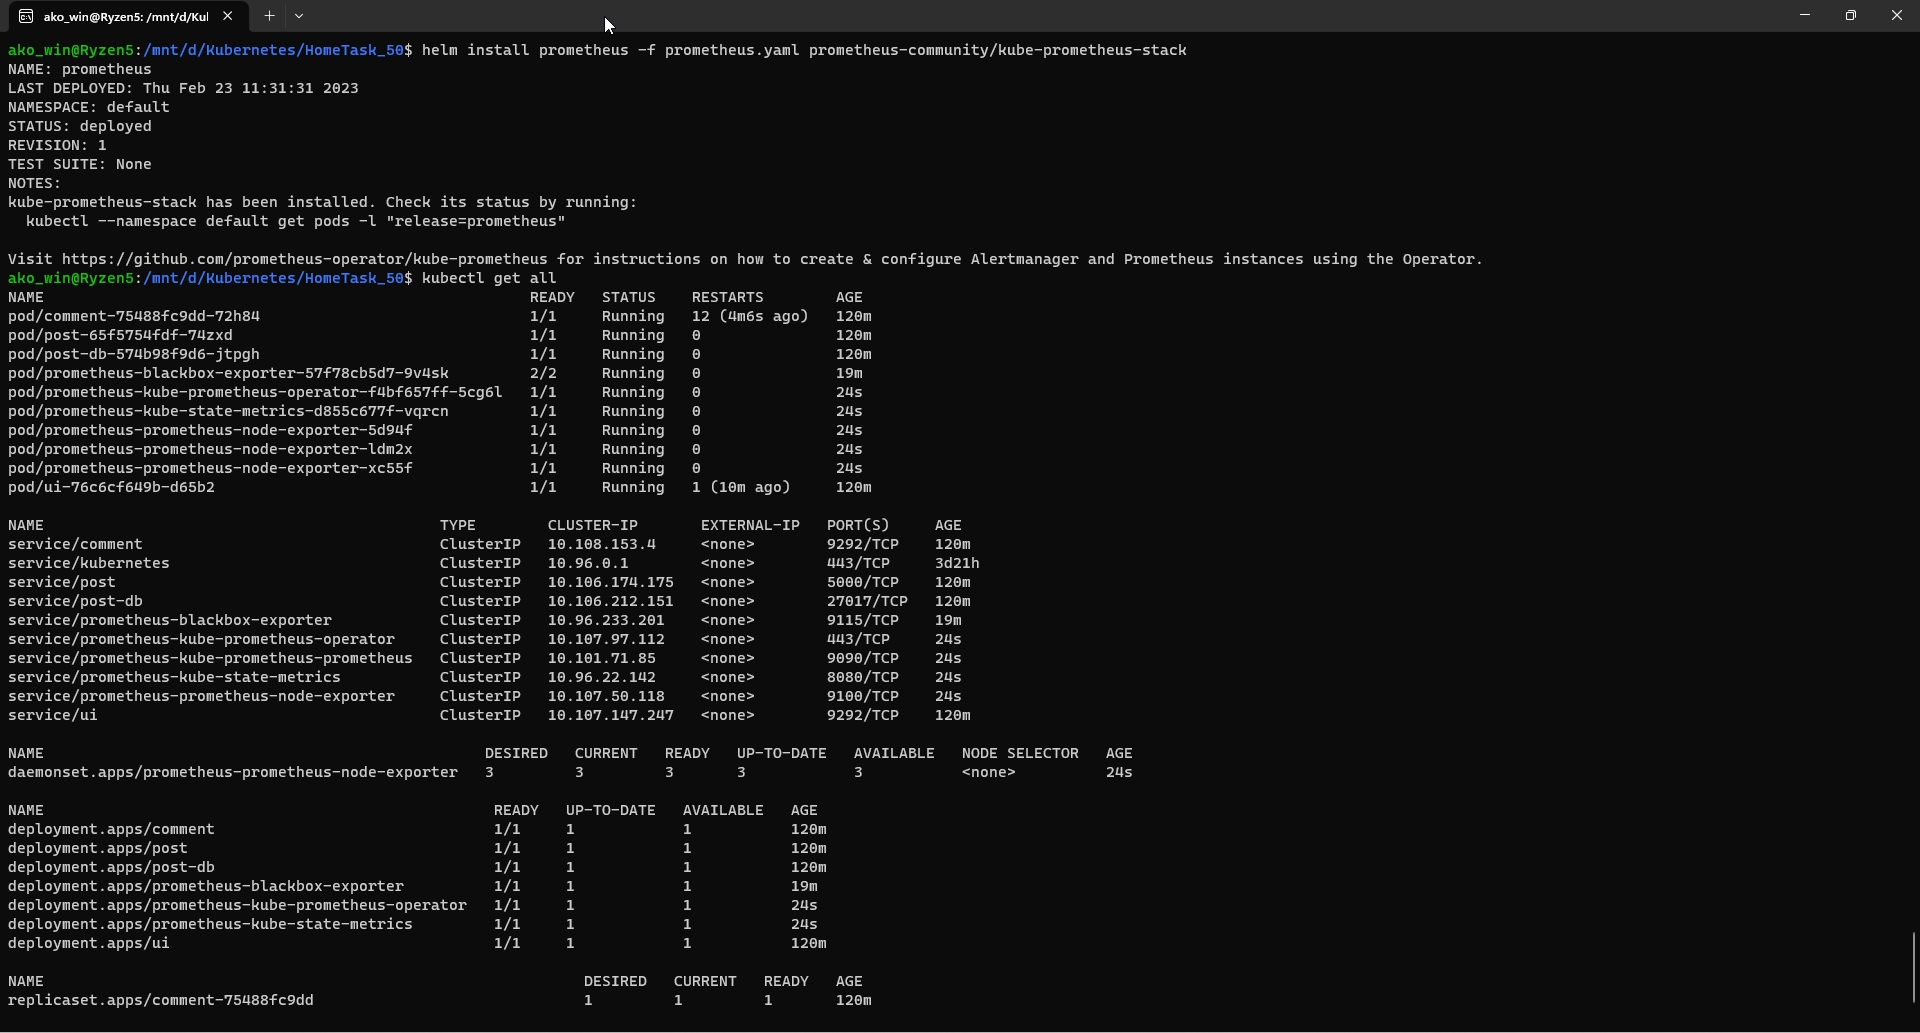 ako_win@Ryzen5: /mnt/d/Kul
ako_win@Ryzen5:/mnt/d/Kubernetes/HomeTask_50$ helm install prometheus -f prometheus.yaml prometheus-community/kube-prometheus-stack
NAME: prometheus
LAST DEPLOYED: Thu Feb 23 11:31:31 2023
NAMESPACE: default
STATUS: deployed
REVISION: 1
TEST SUITE: None
NOTES:
kube-prometheus-stack has been installed. Check its status by running:
  kubectl --namespace default get pods -l "release=prometheus"

Visit https://github.com/prometheus-operator/kube-prometheus for instructions on how to create & configure Alertmanager and Prometheus instances using the Operator.
ako_win@Ryzen5:/mnt/d/Kubernetes/HomeTask_50$ kubectl get all
NAME READY STATUS RESTARTS AGE
pod/comment-75488fc9dd-72h84 1/1 Running 12 (4m6s ago) 120m
pod/post-65f5754fdf-74zxd 1/1 Running 0 120m
pod/post-db-574b98f9d6-jtpgh 1/1 Running 0 120m
pod/prometheus-blackbox-exporter-57f78cb5d7-9v4sk 2/2 Running 0 19m
pod/prometheus-kube-prometheus-operator-f4bf657ff-5cg6l 1/1 Running 0 24s
pod/prometheus-kube-state-metrics-d855c677f-vqrcn 1/1 Running 0 24s
pod/prometheus-prometheus-node-exporter-5d94f 1/1 Running 0 24s
pod/prometheus-prometheus-node-exporter-ldm2x 1/1 Running 0 24s
pod/prometheus-prometheus-node-exporter-xc55f 1/1 Running 0 24s
pod/ui-76c6cf649b-d65b2 1/1 Running 1 (10m ago) 120m

NAME TYPE CLUSTER-IP EXTERNAL-IP PORT(S) AGE
service/comment ClusterIP 10.108.153.4 <none> 9292/TCP 120m
service/kubernetes ClusterIP 10.96.0.1 <none> 443/TCP 3d21h
service/post ClusterIP 10.106.174.175 <none> 5000/TCP 120m
service/post-db ClusterIP 10.106.212.151 <none> 27017/TCP 120m
service/prometheus-blackbox-exporter ClusterIP 10.96.233.201 <none> 9115/TCP 19m
service/prometheus-kube-prometheus-operator ClusterIP 10.107.97.112 <none> 443/TCP 24s
service/prometheus-kube-prometheus-prometheus ClusterIP 10.101.71.85 <none> 9090/TCP 24s
service/prometheus-kube-state-metrics ClusterIP 10.96.22.142 <none> 8080/TCP 24s
service/prometheus-prometheus-node-exporter ClusterIP 10.107.50.118 <none> 9100/TCP 24s
service/ui ClusterIP 10.107.147.247 <none> 9292/TCP 120m

NAME DESIRED CURRENT READY UP-TO-DATE AVAILABLE NODE SELECTOR AGE
daemonset.apps/prometheus-prometheus-node-exporter 3 3 3 3 3 <none> 24s

NAME READY UP-TO-DATE AVAILABLE AGE
deployment.apps/comment 1/1 1 1 120m
deployment.apps/post 1/1 1 1 120m
deployment.apps/post-db 1/1 1 1 120m
deployment.apps/prometheus-blackbox-exporter 1/1 1 1 19m
deployment.apps/prometheus-kube-prometheus-operator 1/1 1 1 24s
deployment.apps/prometheus-kube-state-metrics 1/1 1 1 24s
deployment.apps/ui 1/1 1 1 120m

NAME DESIRED CURRENT READY AGE
replicaset.apps/comment-75488fc9dd 1 1 1 120m